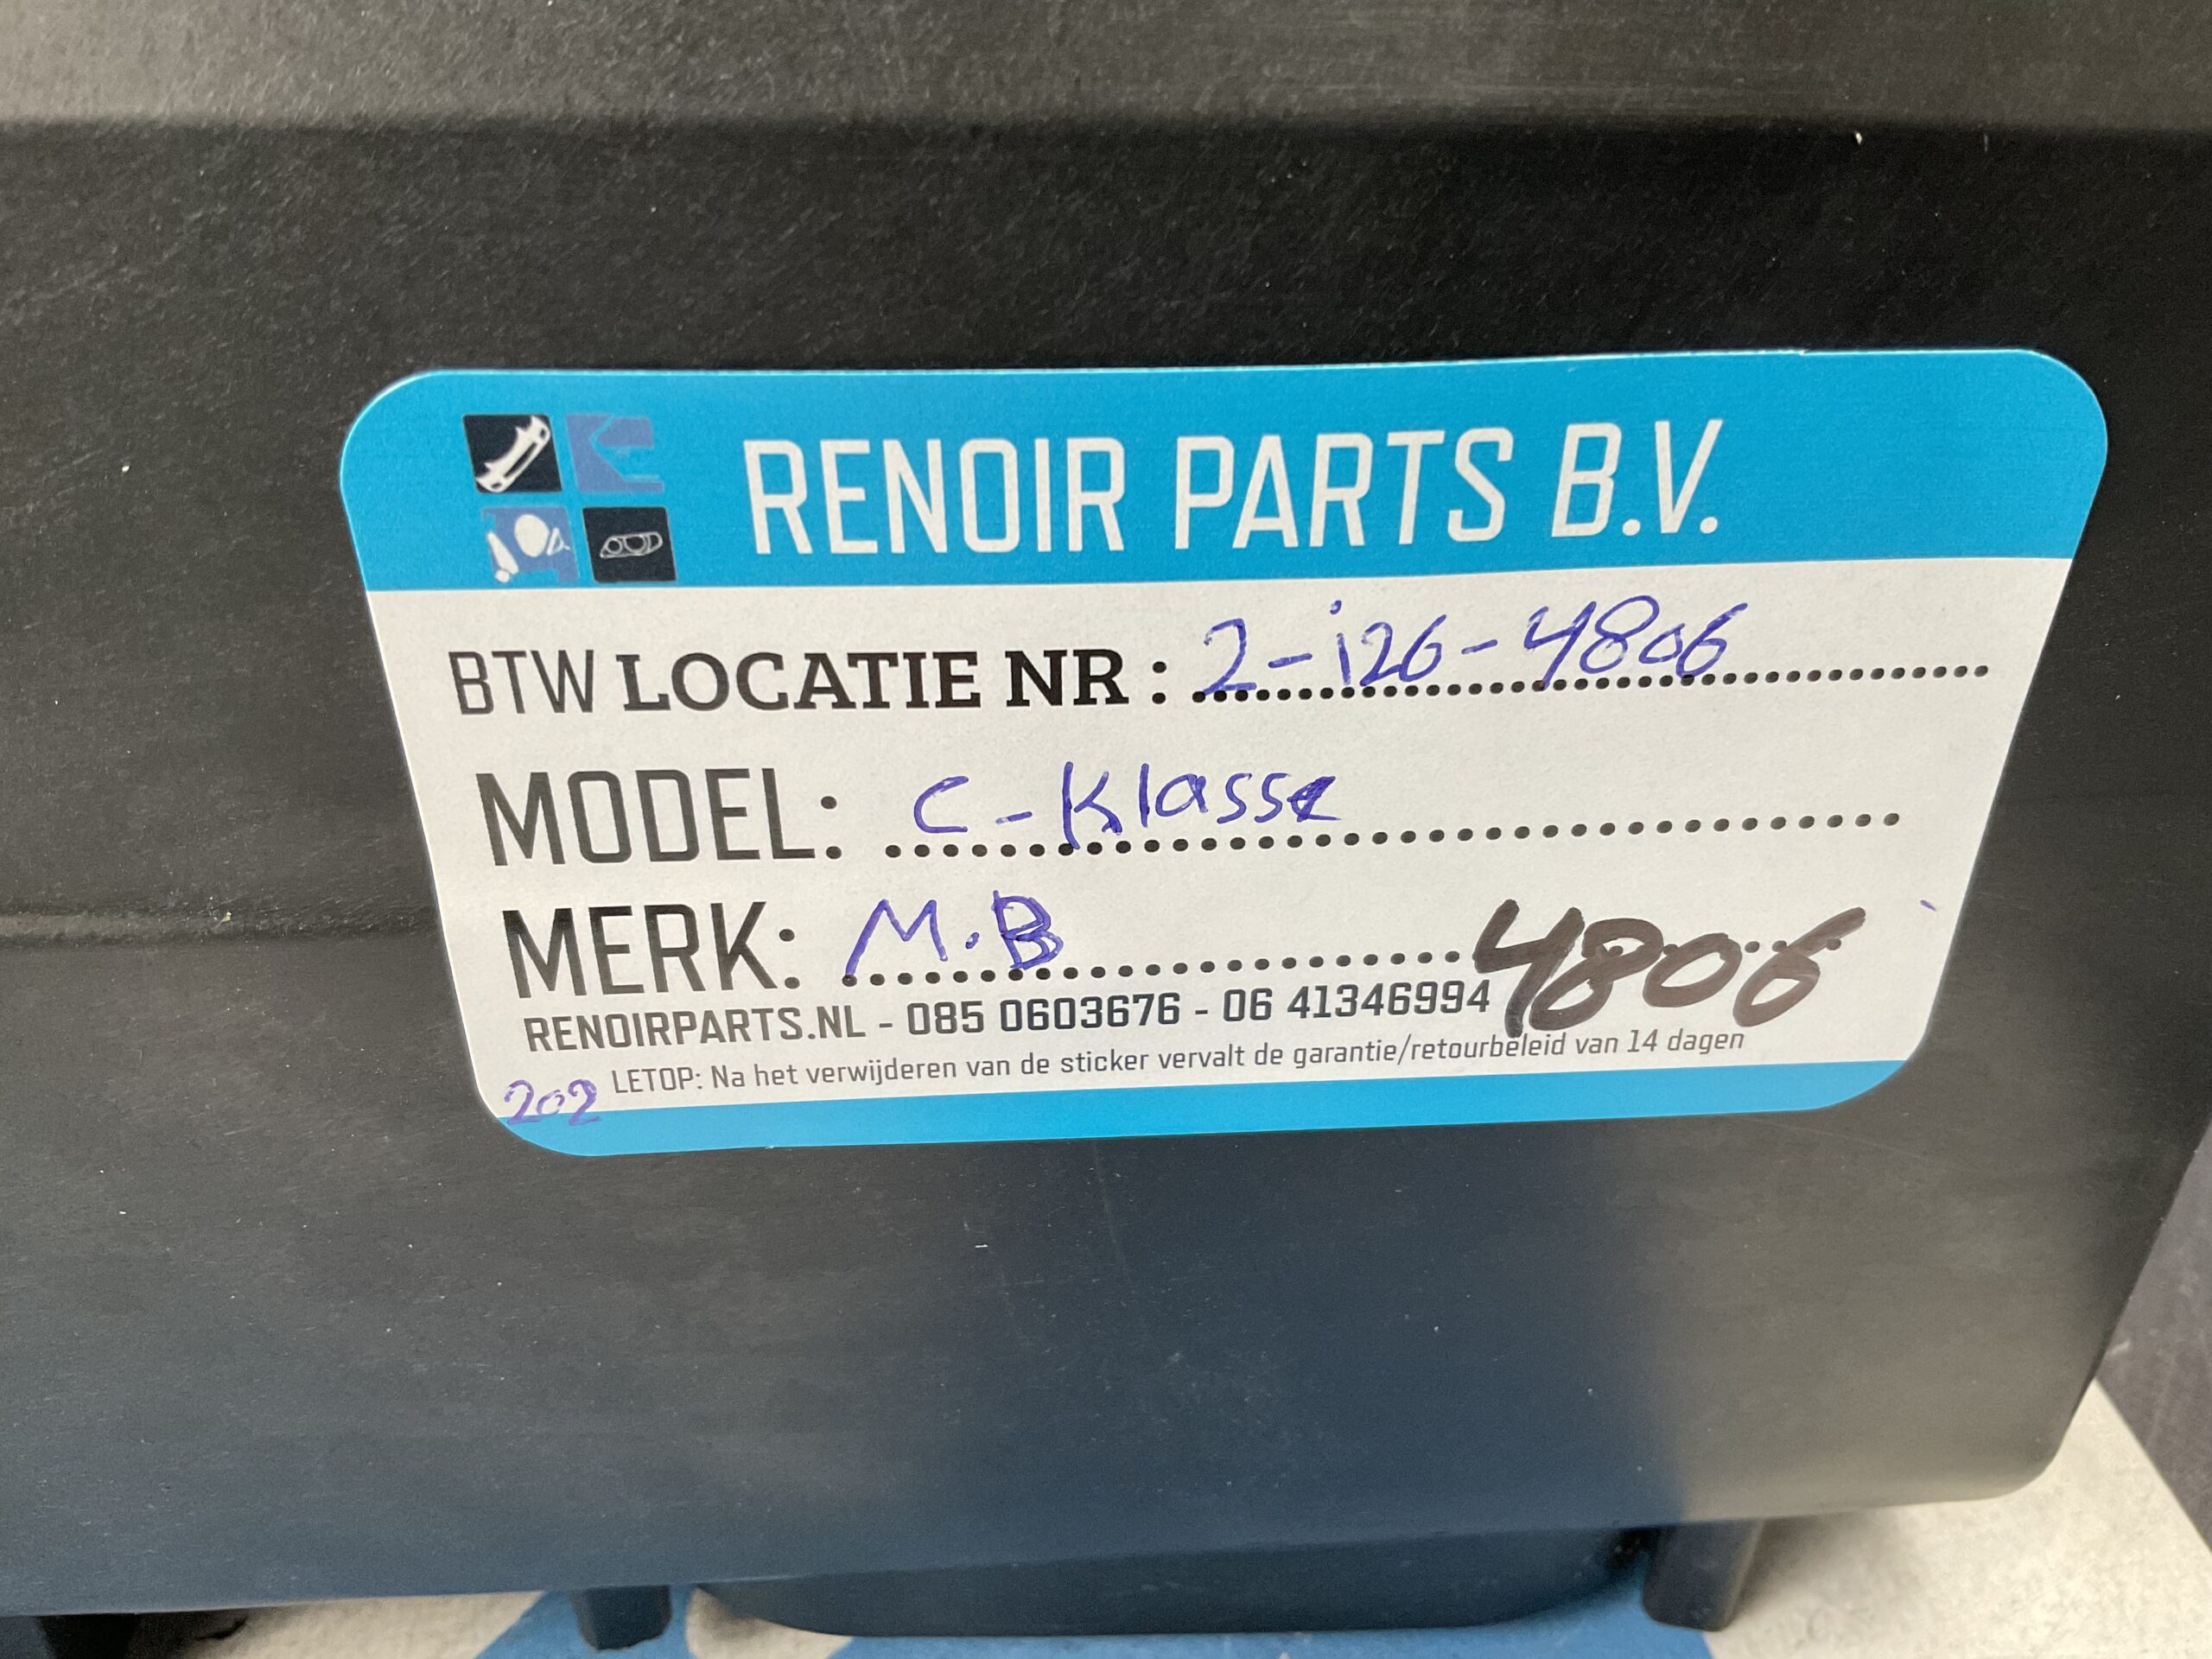 RENOIR PARTS B.V.
BTW LOCATIE NR : 2-i26-4806
MODEL: C-Klasse
MERK: M.B
4806
RENOIRPARTS.NL - 085 0603676 - 06 41346994
LETOP: Na het verwijderen van de sticker vervalt de garantie/retourbeleid van 14 dagen
202